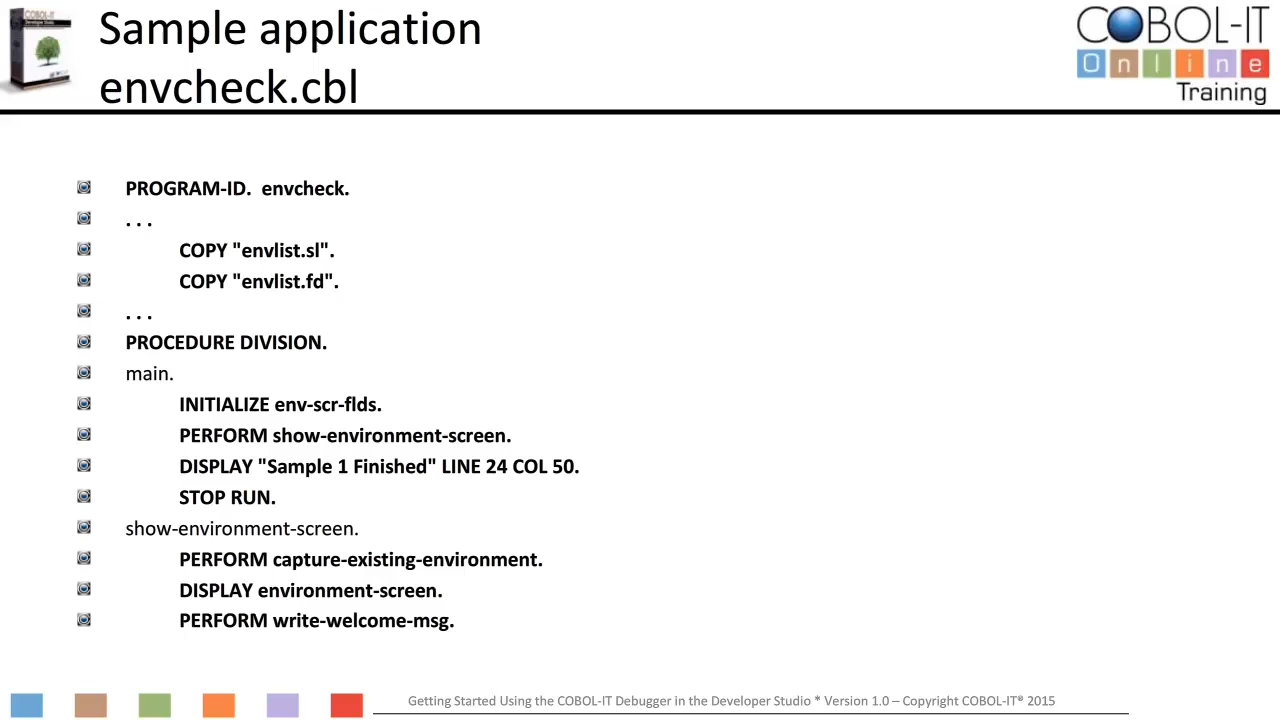 Sample application
envcheck.cbl
COBOL-IT
Online
Training
PROGRAM-ID.  envcheck.
. . .
COPY "envlist.sl".
COPY "envlist.fd".
. . .
PROCEDURE DIVISION.
main.
INITIALIZE env-scr-flds.
PERFORM show-environment-screen.
DISPLAY "Sample 1 Finished" LINE 24 COL 50.
STOP RUN.
show-environment-screen.
PERFORM capture-existing-environment.
DISPLAY environment-screen.
PERFORM write-welcome-msg.
Getting Started Using the COBOL-IT Debugger in the Developer Studio * Version 1.0 – Copyright COBOL-IT® 2015